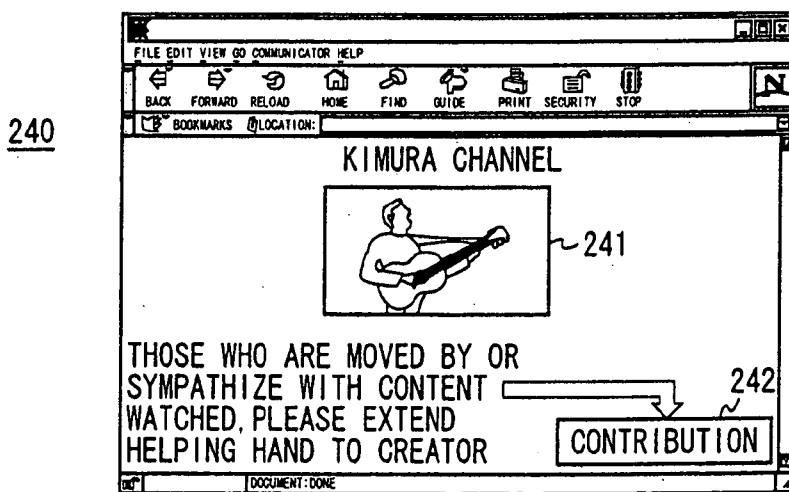 FILE EDIT VIEW GO COMMUNICATOR HELP
BACK FORWARD RELOAD HOME FIND GUIDE PRINT SECURITY STOP
N
BOOKMARKS LOCATION:
240
KIMURA CHANNEL
241
THOSE WHO ARE MOVED BY OR
SYMPATHIZE WITH CONTENT
WATCHED, PLEASE EXTEND
HELPING HAND TO CREATOR
242
CONTRIBUTION
DOCUMENT:DONE